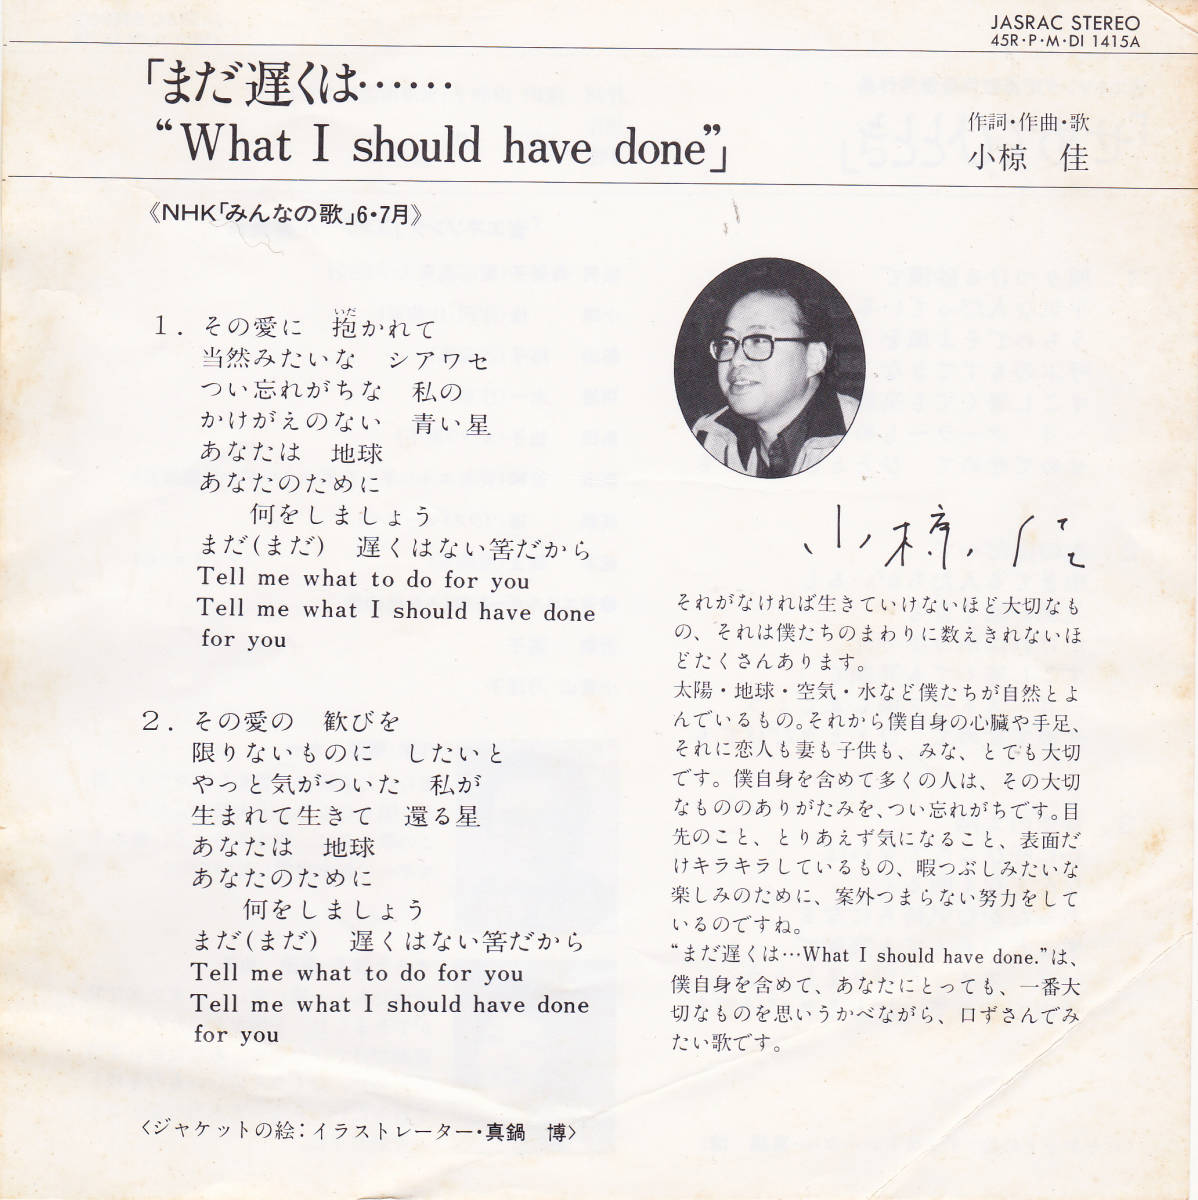 JASRAC STEREO
45R・P・M・DI 1415A
「まだ遅くは……
“What I should have done”」
作詞・作曲・歌
小椋 佳
《NHK「みんなの歌」6・7月》
1. その愛に 抱かれて
いだ
当然みたいな シアワセ
つい忘れがちな 私の
かけがえのない 青い星
あなたは 地球
あなたのために
何をしましょう
まだ(まだ) 遅くはない筈だから
Tell me what to do for you
Tell me what I should have done
for you
2. その愛の 歓びを
限りないものに したいと
やっと気がついた 私が
生まれて生きて 還る星
あなたは 地球
あなたのために
何をしましょう
まだ(まだ) 遅くはない筈だから
Tell me what to do for you
Tell me what I should have done
for you
小椋佳
それがなければ生きていけないほど大切なも
の、それは僕たちのまわりに数えきれないほ
どたくさんあります。
太陽・地球・空気・水など僕たちが自然とよ
んでいるもの。それから僕自身の心臓や手足、
それに恋人も妻も子供も、みな、とても大切
です。僕自身を含めて多くの人は、その大切
なもののありがたみを、つい忘れがちです。目
先のこと、とりあえず気になること、表面だ
けキラキラしているもの、暇つぶしみたいな
楽しみのために、案外つまらない努力をして
いるのですね。
“まだ遅くは…What I should have done.”は、
僕自身を含めて、あなたにとっても、一番大
切なものを思いうかべながら、口ずさんでみ
たい歌です。
〈ジャケットの絵：イラストレーター・真鍋 博〉